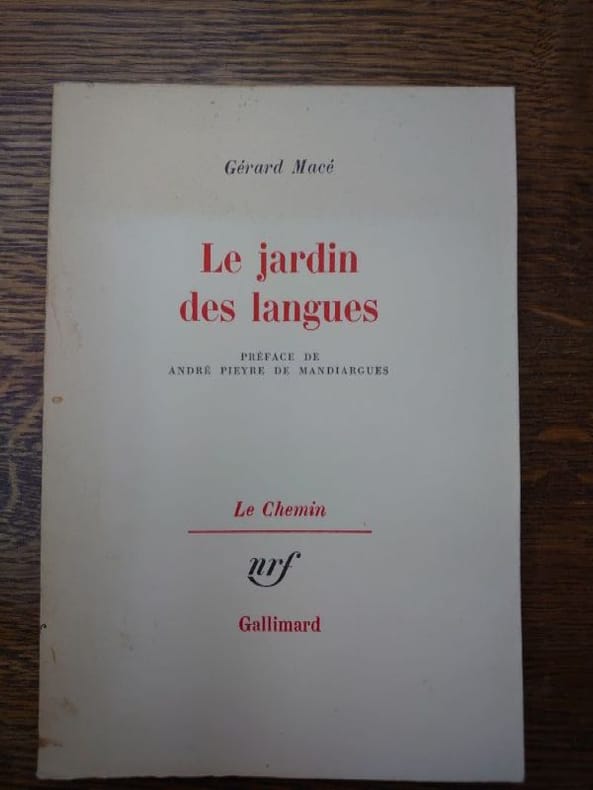 Gérard Macé
Le jardin
des langues
PRÉFACE DE
ANDRÉ PIEYRE DE MANDIARGUES
Le Chemin
nrf
Gallimard